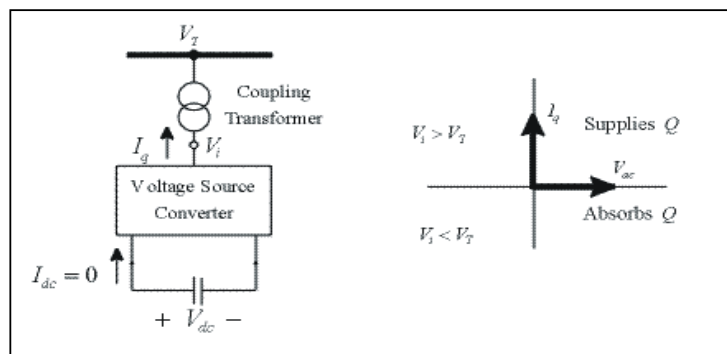 V_T
Coupling
Transformer
I_q
V_i
Voltage Source
Converter
I_dc = 0
+ V_dc −
I_q
Supplies Q
V_i > V_T
V_ac
Absorbs Q
V_i < V_T